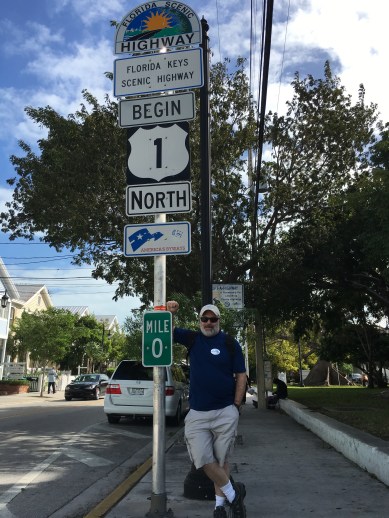 FLORIDA SCENIC
HIGHWAY
FLORIDA KEYS
SCENIC HIGHWAY
BEGIN
1
NORTH
MILE
0